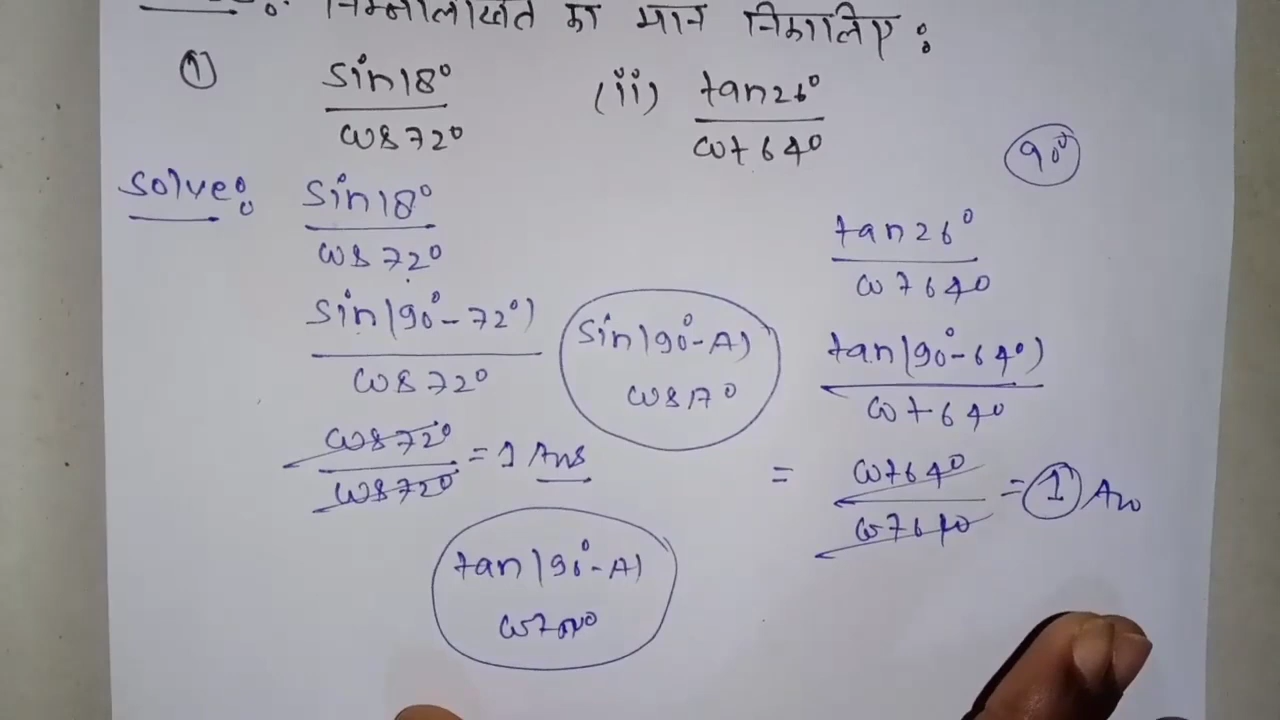 निम्नलिखित का मान निकालिए :
① sin18° / cos72° (ii) tan26° / cot64°
90°
Solve: sin18° / cos72°
sin(90°-72°) / cos72°
cos72° / cos72° = 1 Ans
sin(90°-A)
cosA°
tan(90°-A)
tan26° / cot64°
tan(90°-64°) / cot64°
= cot64° / cot64° = 1 Ans